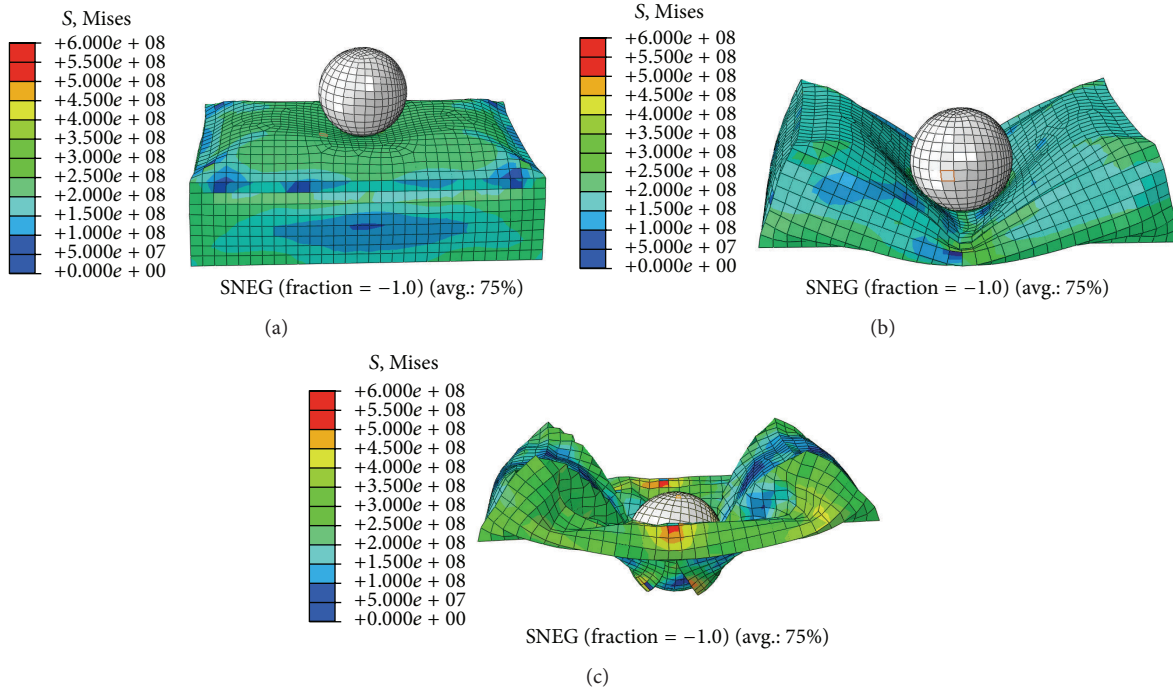 S, Mises
+6.000e + 08
+5.500e + 08
+5.000e + 08
+4.500e + 08
+4.000e + 08
+3.500e + 08
+3.000e + 08
+2.500e + 08
+2.000e + 08
+1.500e + 08
+1.000e + 08
+5.000e + 07
+0.000e + 00
SNEG (fraction = −1.0) (avg.: 75%)
(a)
S, Mises
+6.000e + 08
+5.500e + 08
+5.000e + 08
+4.500e + 08
+4.000e + 08
+3.500e + 08
+3.000e + 08
+2.500e + 08
+2.000e + 08
+1.500e + 08
+1.000e + 08
+5.000e + 07
+0.000e + 00
SNEG (fraction = −1.0) (avg.: 75%)
(b)
S, Mises
+6.000e + 08
+5.500e + 08
+5.000e + 08
+4.500e + 08
+4.000e + 08
+3.500e + 08
+3.000e + 08
+2.500e + 08
+2.000e + 08
+1.500e + 08
+1.000e + 08
+5.000e + 07
+0.000e + 00
SNEG (fraction = −1.0) (avg.: 75%)
(c)